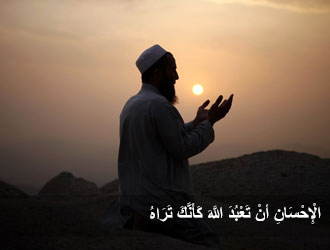 الْإِحْسَانِ أَنْ تَعْبُدَ اللَّهَ كَأَنَّكَ تَرَاهُ